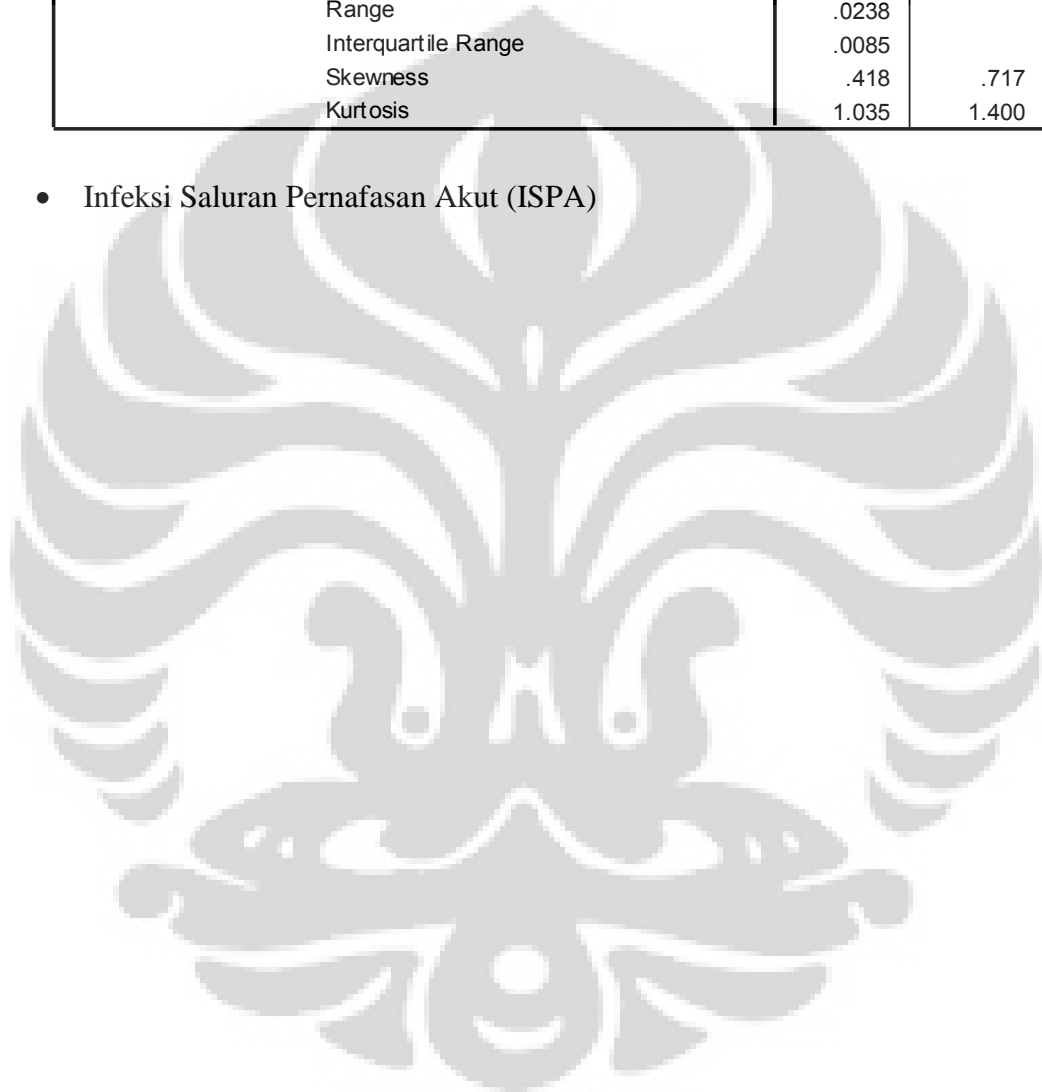 Range .0238
Interquartile Range .0085
Skewness .418 .717
Kurtosis 1.035 1.400
• Infeksi Saluran Pernafasan Akut (ISPA)